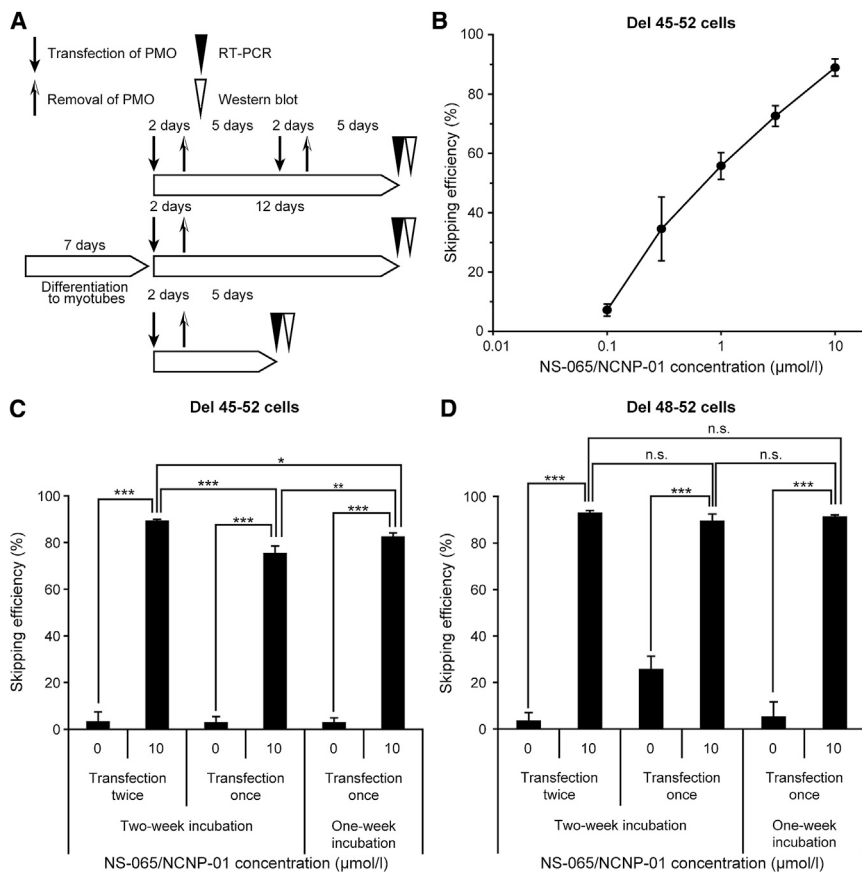 A
Transfection of PMO
RT-PCR
Removal of PMO
Western blot
2 days 5 days 2 days 5 days
2 days 12 days
7 days
Differentiation
to myotubes
2 days 5 days
B
Del 45-52 cells
Skipping efficiency (%)
100
80
60
40
20
0
0.01 0.1 1 10
NS-065/NCNP-01 concentration (μmol/l)
C
Del 45-52 cells
Skipping efficiency (%)
*
*** *** **
*** ***
100
80
60
40
20
0
0 10 0 10 0 10
Transfection twice
Transfection once
Transfection once
Two-week incubation
One-week incubation
NS-065/NCNP-01 concentration (μmol/l)
D
Del 48-52 cells
Skipping efficiency (%)
n.s.
n.s. n.s.
*** *** ***
100
80
60
40
20
0
0 10 0 10 0 10
Transfection twice
Transfection once
Transfection once
Two-week incubation
One-week incubation
NS-065/NCNP-01 concentration (μmol/l)